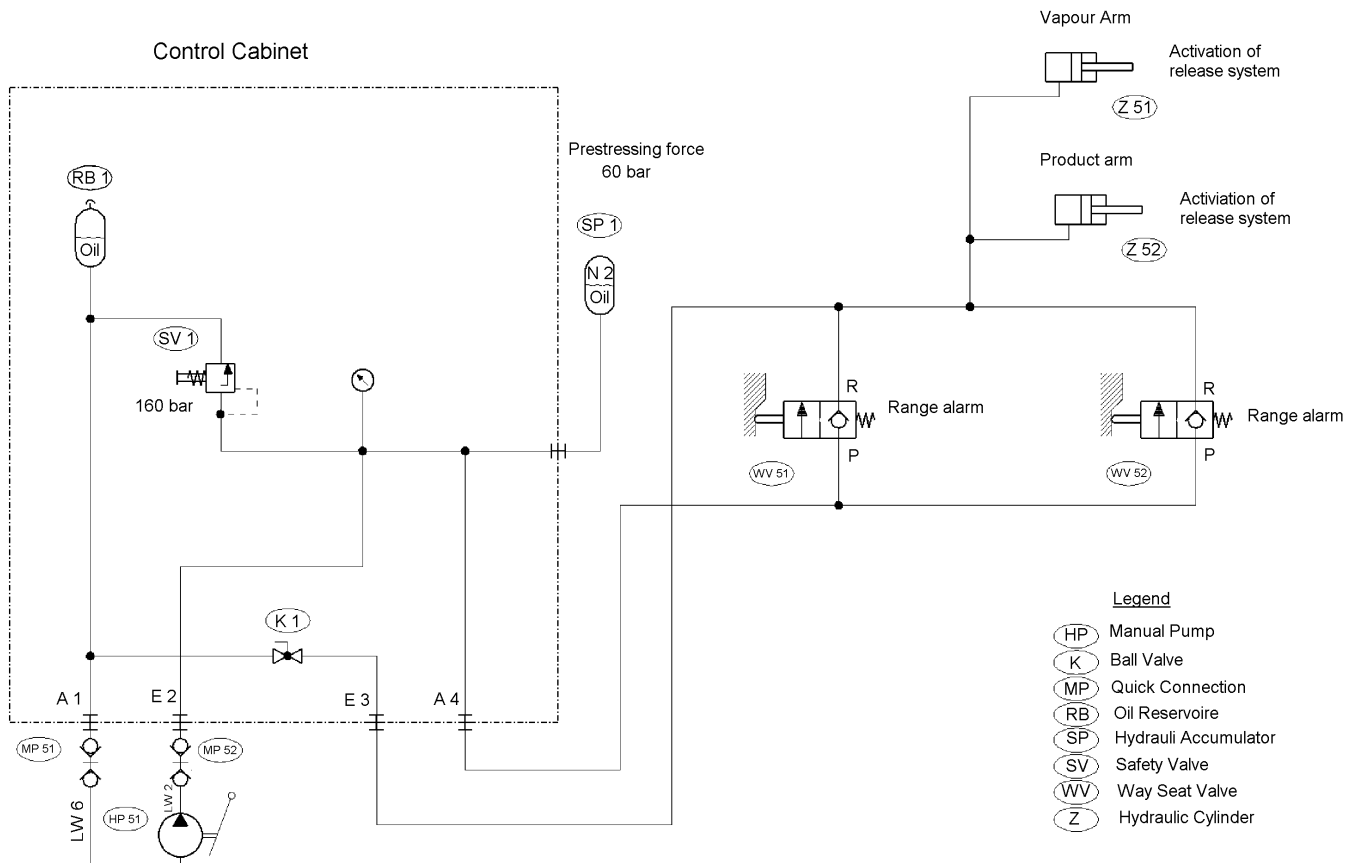 Vapour Arm
Control Cabinet
Activation of
release system
Z 51
Prestressing force
60 bar
Product arm
RB 1
Activiation of
release system
SP 1
Oil
Z 52
N 2
Oil
SV 1
160 bar
R
Range alarm
P
WV 51
R
Range alarm
P
WV 52
K 1
A 1
E 2
E 3
A 4
MP 51
MP 52
LW 6
HP 51
LW 2
Legend
HP Manual Pump
K Ball Valve
MP Quick Connection
RB Oil Reservoire
SP Hydrauli Accumulator
SV Safety Valve
WV Way Seat Valve
Z Hydraulic Cylinder